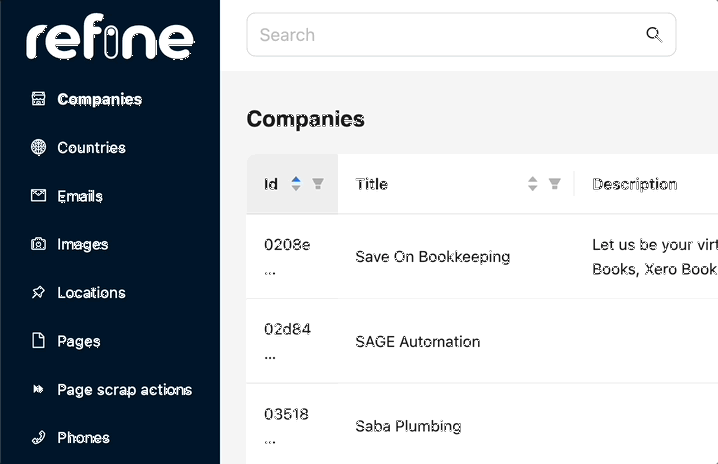 refine
Search
Companies
Countries
Emails
Images
Locations
Pages
Page scrap actions
Phones
Companies
Id Title Description
0208e
...
Save On Bookkeeping
Let us be your virt
Books, Xero Book
02d84
...
SAGE Automation
03518
...
Saba Plumbing